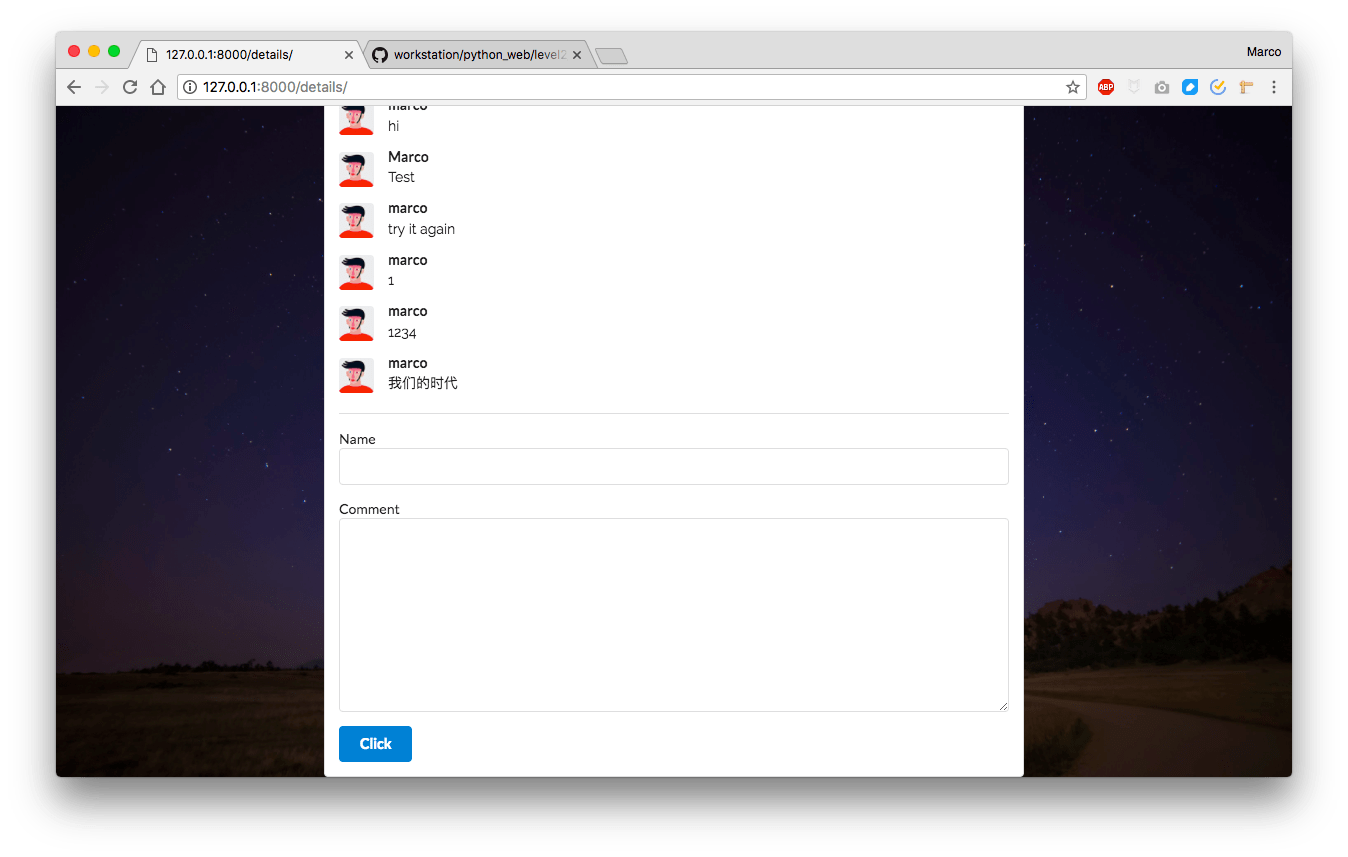 127.0.0.1:8000/details/
workstation/python_web/level2
Marco
127.0.0.1:8000/details/
ABP
marco
hi
Marco
Test
marco
try it again
marco
1
marco
1234
marco
我们的时代
Name
Comment
Click